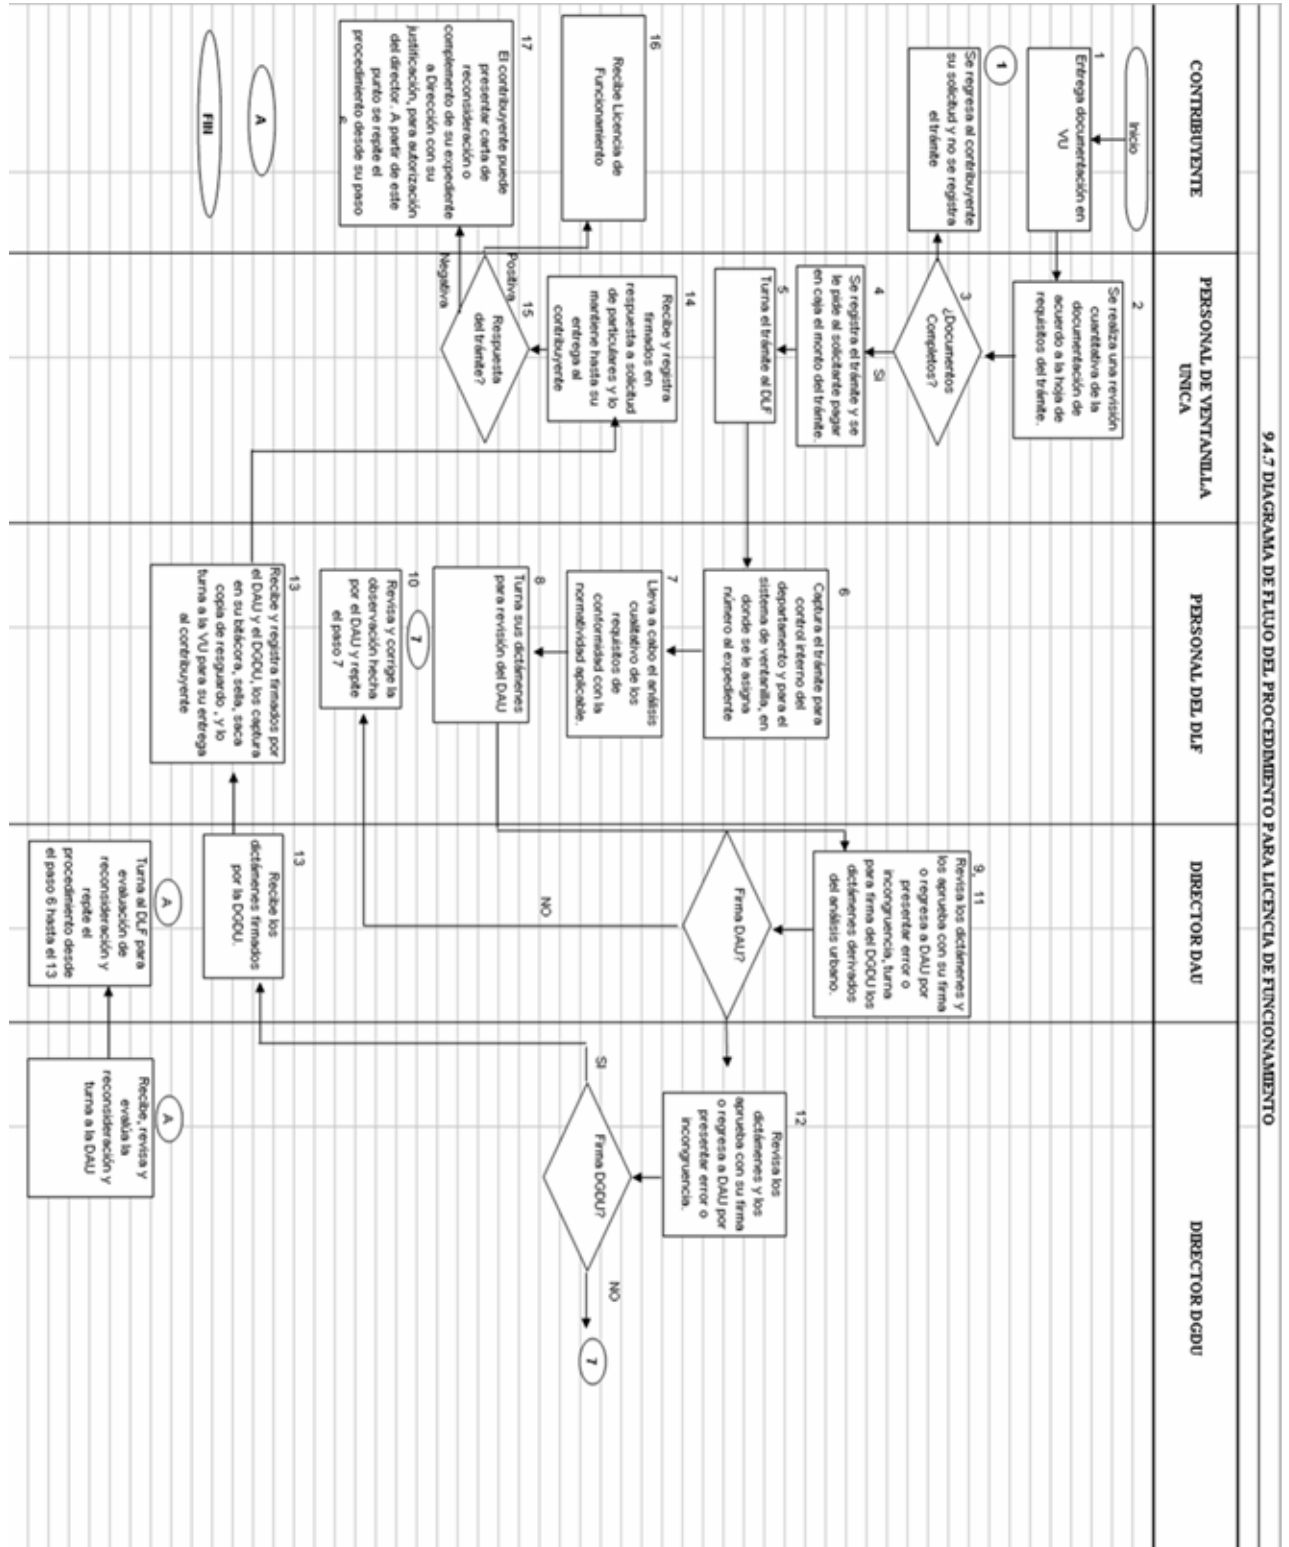 9.4.7 DIAGRAMA DE FLUJO DEL PROCEDIMIENTO PARA LICENCIA DE FUNCIONAMIENTO
CONTRIBUYENTE
PERSONAL DE VENTANILLA
UNICA
PERSONAL DEL DLF
DIRECTOR DAU
DIRECTOR DGDU
Inicio
1
Entrega documentación en
VU
2
Se realiza una revisión
cuantitativa de la
documentación de
acuerdo a la hoja de
requisitos del trámite.
3
¿Documentos
Completos?
1
Se regresa al contribuyente
su solicitud y no se registra
el trámite
Si
4
Se registra el trámite y se
le pide al solicitante pagar
en caja el monto del trámite.
5
Turna el trámite al DLF
6
Captura el trámite para
control interno del
departamento y para el
sistema de ventanilla, en
donde se le asigna
número al expediente
7
Lleva a cabo el análisis
cualitativo de los
requisitos de
conformidad con la
normatividad aplicable.
8
Turna sus dictámenes
para revisión del DAU
9, 11
Revisa los dictámenes y
los aprueba con su firma
o regresa a DAU por
presentar error o
incongruencia, turna
para firma del DGDU los
dictámenes derivados
del análisis urbano.
Firma DAU?
NO
10
7
Revisa y corrige la
observación hecha
por el DAU y repite
el paso 7
12
Revisa los
dictámenes y los
aprueba con su firma
o regresa a DAU por
presentar error o
incongruencia.
Firma DGDU?
SI
NO
7
13
Recibe los
dictámenes firmados
por la DGDU.
13
Recibe y registra firmados por
el DAU y el DGDU, los captura
en su bitácora, sella, saca
copia de resguardo , y lo
turna a la VU para su entrega
al contribuyente
14
Recibe y registra
firmados en
respuesta a solicitud
de particulares y lo
mantiene hasta su
entrega al
contribuyente
15
Respuesta
del trámite?
Positiva
Negativa
16
Recibe Licencia de
Funcionamiento
17
El contribuyente puede
presentar carta de
reconsideración o
complemento de su expediente
a Dirección con su
justificación, para autorización
del director. A partir de este
punto se repite el
procedimiento desde su paso
A
FIN
A
Recibe, revisa y
evalúa la
reconsideración y
turna a la DAU
A
Turna al DLF para
evaluación de
reconsideración y
repite el
procedimiento desde
el paso 6 hasta el 13